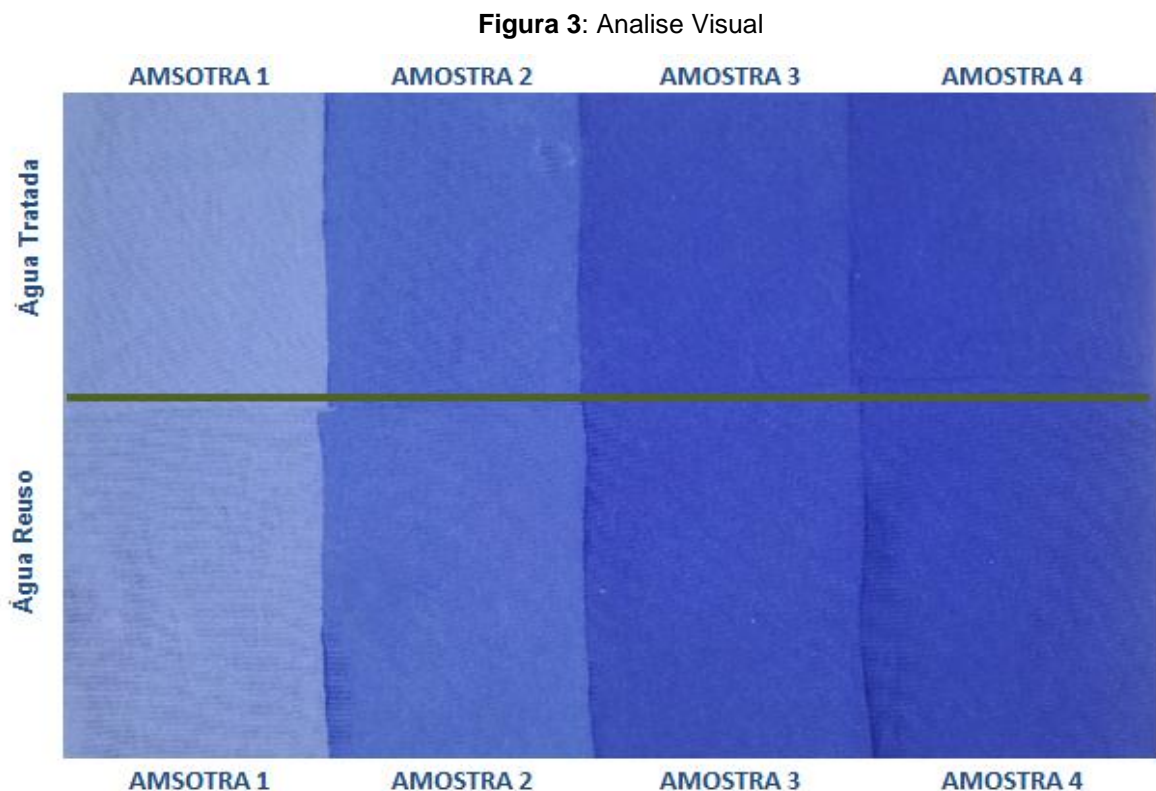 Figura 3: Analise Visual
AMSOTRA 1 AMOSTRA 2 AMOSTRA 3 AMOSTRA 4
Água Tratada
Água Reuso
AMSOTRA 1 AMOSTRA 2 AMOSTRA 3 AMOSTRA 4